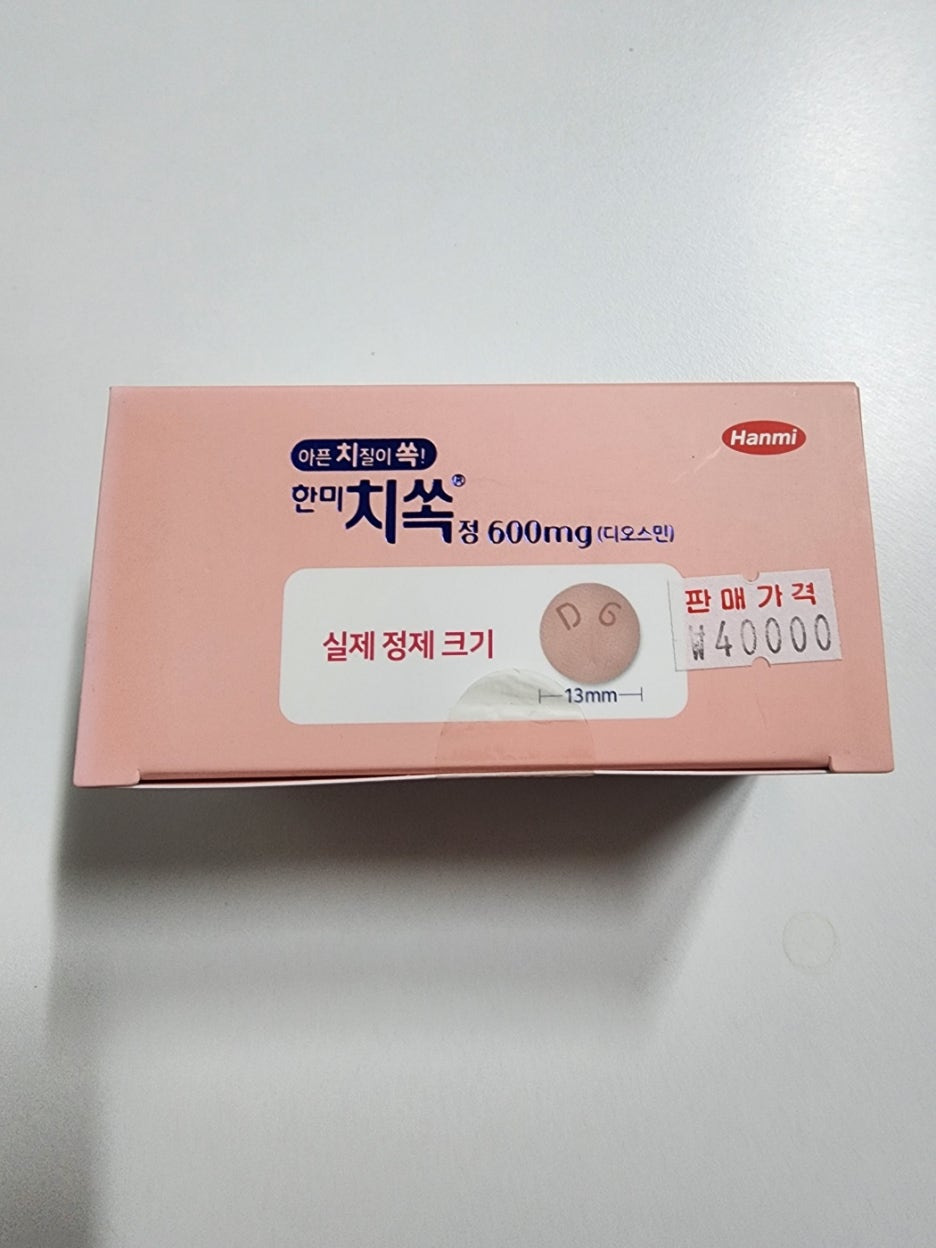 아픈 치질이 쏙!
Hanmi
한미치쏙®정 600mg (디오스민)
실제 정제 크기
D G
13mm
판매가격
₩40000